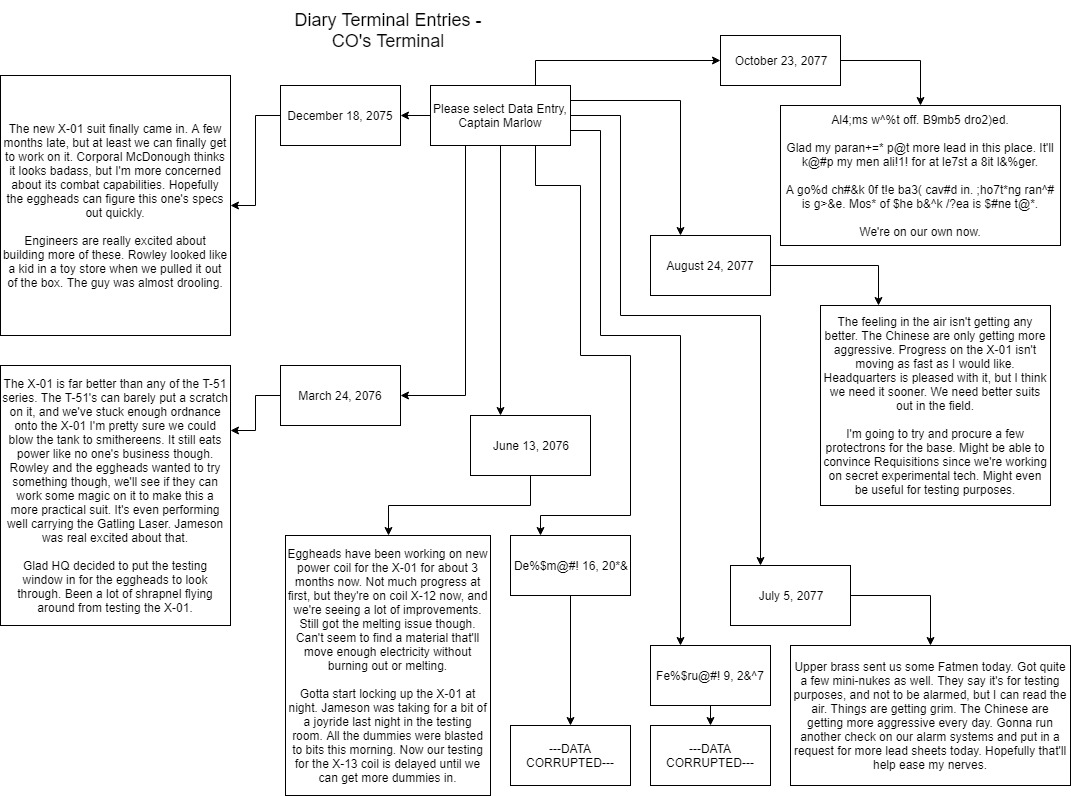 Diary Terminal Entries -
CO's Terminal
Please select Data Entry,
Captain Marlow
December 18, 2075
The new X-01 suit finally came in. A few
months late, but at least we can finally get
to work on it. Corporal McDonough thinks
it looks badass, but I'm more concerned
about its combat capabilities. Hopefully
the eggheads can figure this one's specs
out quickly.
Engineers are really excited about
building more of these. Rowley looked like
a kid in a toy store when we pulled it out
of the box. The guy was almost drooling.
March 24, 2076
The X-01 is far better than any of the T-51
series. The T-51's can barely put a scratch
on it, and we've stuck enough ordnance
onto the X-01 I'm pretty sure we could
blow the tank to smithereens. It still eats
power like no one's business though.
Rowley and the eggheads wanted to try
something though, we'll see if they can
work some magic on it to make this a
more practical suit. It's even performing
well carrying the Gatling Laser. Jameson
was real excited about that.
Glad HQ decided to put the testing
window in for the eggheads to look
through. Been a lot of shrapnel flying
around from testing the X-01.
June 13, 2076
Eggheads have been working on new
power coil for the X-01 for about 3
months now. Not much progress at
first, but they're on coil X-12 now, and
we're seeing a lot of improvements.
Still got the melting issue though.
Can't seem to find a material that'll
move enough electricity without
burning out or melting.
Gotta start locking up the X-01 at
night. Jameson was taking for a bit of
a joyride last night in the testing
room. All the dummies were blasted
to bits this morning. Now our testing
for the X-13 coil is delayed until we
can get more dummies in.
De%$m@#! 16, 20*&
---DATA
CORRUPTED---
Fe%$ru@#! 9, 2&^7
---DATA
CORRUPTED---
July 5, 2077
Upper brass sent us some Fatmen today. Got quite
a few mini-nukes as well. They say it's for testing
purposes, and not to be alarmed, but I can read the
air. Things are getting grim. The Chinese are
getting more aggressive every day. Gonna run
another check on our alarm systems and put in a
request for more lead sheets today. Hopefully that'll
help ease my nerves.
August 24, 2077
The feeling in the air isn't getting any
better. The Chinese are only getting more
aggressive. Progress on the X-01 isn't
moving as fast as I would like.
Headquarters is pleased with it, but I think
we need it sooner. We need better suits
out in the field.
I'm going to try and procure a few
protectrons for the base. Might be able to
convince Requisitions since we're working
on secret experimental tech. Might even
be useful for testing purposes.
October 23, 2077
Al4;ms w^%t off. B9mb5 dro2)ed.
Glad my paran+=* p@t more lead in this place. It'll
k@#p my men ali!1! for at le7st a 8it l&%ger.
A go%d ch#&k 0f t!e ba3( cav#d in. ;ho7t*ng ran^#
is g>&e. Mos* of $he b&^k /?ea is $#ne t@*.
We're on our own now.